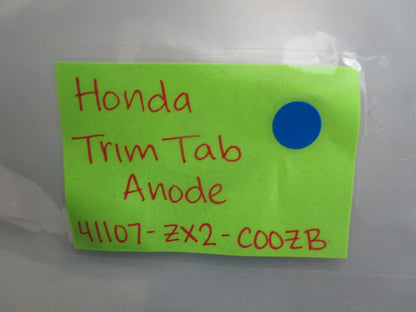 Honda
Trim Tab
Anode
41107-ZX2-C00ZB